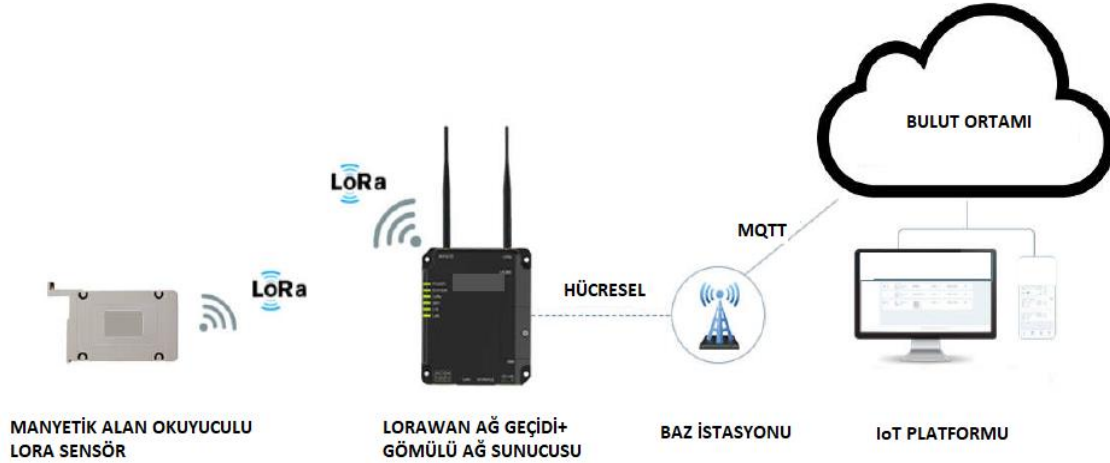 BULUT ORTAMI
LoRa
MQTT
LoRa
HÜCRESEL
MANYETİK ALAN OKUYUCULU
LORA SENSÖR
LORAWAN AĞ GEÇİDİ+
GÖMÜLÜ AĞ SUNUCUSU
BAZ İSTASYONU
IoT PLATFORMU